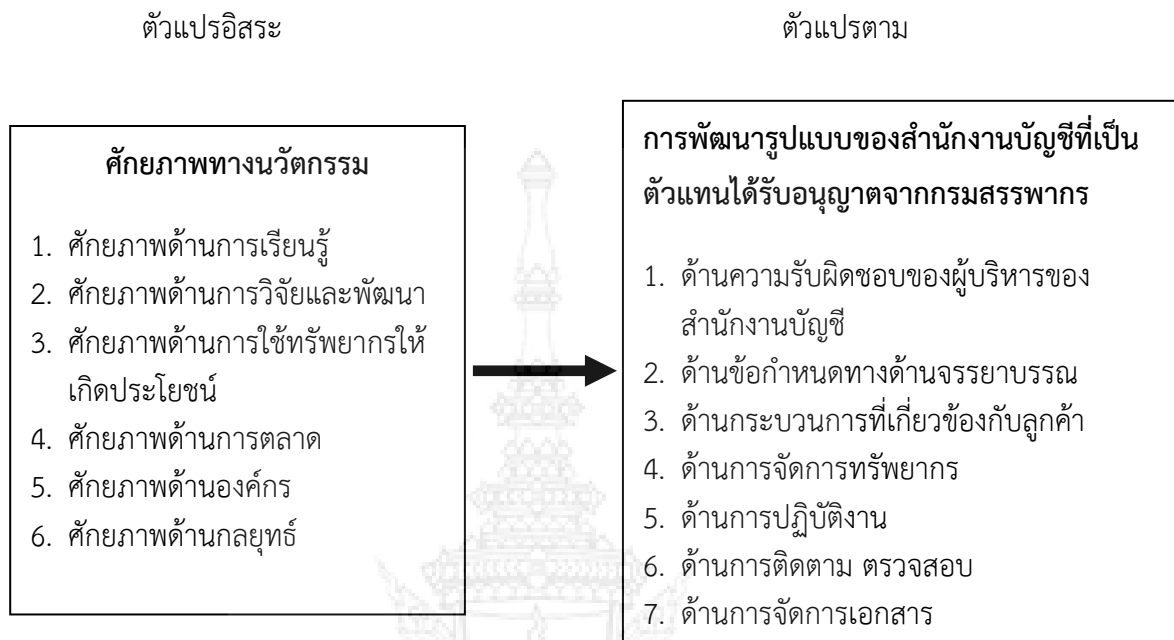 ตัวแปรอิสระ
ตัวแปรตาม
ศักยภาพทางนวัตกรรม
1. ศักยภาพด้านการเรียนรู้
2. ศักยภาพด้านการวิจัยและพัฒนา
3. ศักยภาพด้านการใช้ทรัพยากรให้
เกิดประโยชน์
4. ศักยภาพด้านการตลาด
5. ศักยภาพด้านองค์กร
6. ศักยภาพด้านกลยุทธ์
การพัฒนารูปแบบของสำนักงานบัญชีที่เป็น
ตัวแทนได้รับอนุญาตจากกรมสรรพากร
1. ด้านความรับผิดชอบของผู้บริหารของ
สำนักงานบัญชี
2. ด้านข้อกำหนดทางด้านจรรยาบรรณ
3. ด้านกระบวนการที่เกี่ยวข้องกับลูกค้า
4. ด้านการจัดการทรัพยากร
5. ด้านการปฏิบัติงาน
6. ด้านการติดตาม ตรวจสอบ
7. ด้านการจัดการเอกสาร